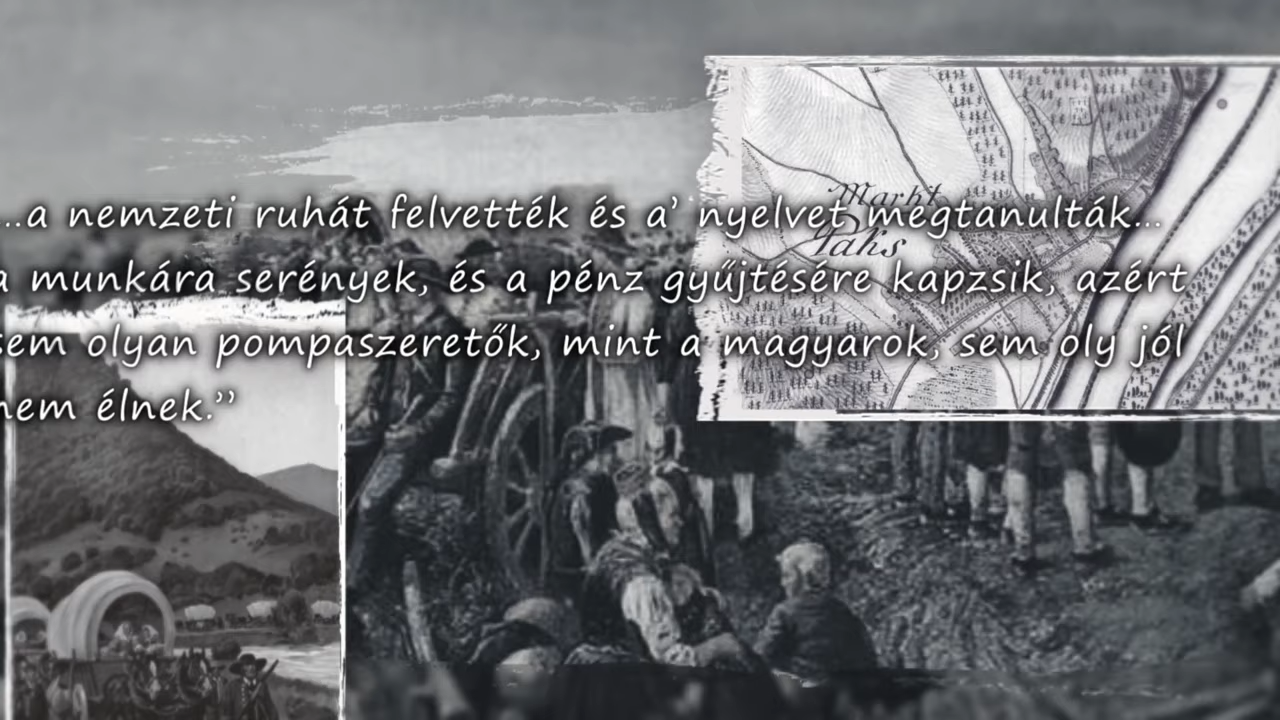 ...a nemzeti ruhát felvették és a’ nyelvet megtanulták...
a munkára serények, és a pénz gyűjtésére kapzsik, azért
sem olyan pompaszeretők, mint a magyarok, sem oly jól
nem élnek.”
Markt
Paks